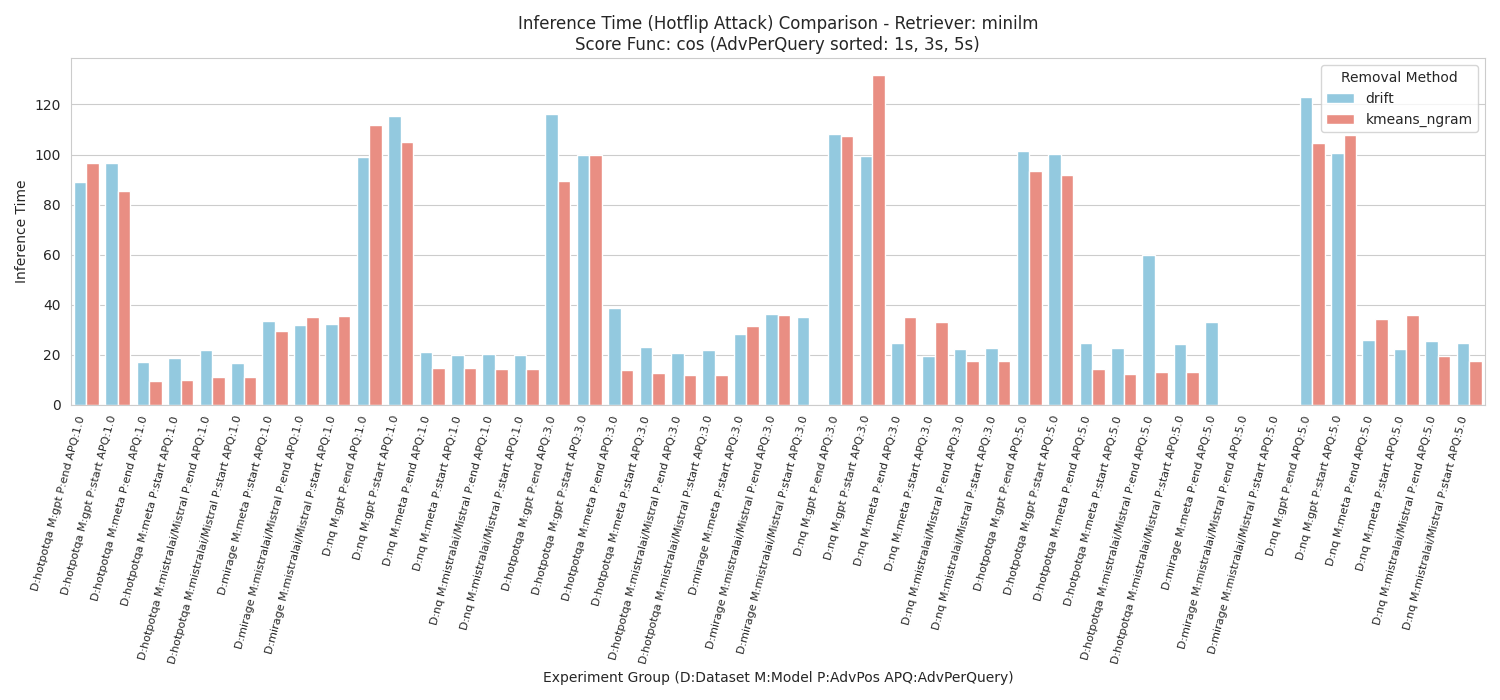 Inference Time (Hotflip Attack) Comparison - Retriever: minilm
Score Func: cos (AdvPerQuery sorted: 1s, 3s, 5s)
Removal Method
drift
kmeans_ngram
Inference Time
120
100
80
60
40
20
0
D:hotpotqa M:gpt P:end APQ:1.0
D:hotpotqa M:gpt P:start APQ:1.0
D:hotpotqa M:meta P:end APQ:1.0
D:hotpotqa M:meta P:start APQ:1.0
D:hotpotqa M:mistralai/Mistral P:end APQ:1.0
D:hotpotqa M:mistralai/Mistral P:start APQ:1.0
D:mirage M:meta P:start APQ:1.0
D:mirage M:mistralai/Mistral P:end APQ:1.0
D:mirage M:mistralai/Mistral P:start APQ:1.0
D:nq M:gpt P:end APQ:1.0
D:nq M:gpt P:start APQ:1.0
D:nq M:meta P:end APQ:1.0
D:nq M:meta P:start APQ:1.0
D:nq M:mistralai/Mistral P:end APQ:1.0
D:nq M:mistralai/Mistral P:start APQ:1.0
D:hotpotqa M:gpt P:end APQ:3.0
D:hotpotqa M:gpt P:start APQ:3.0
D:hotpotqa M:meta P:end APQ:3.0
D:hotpotqa M:meta P:start APQ:3.0
D:hotpotqa M:mistralai/Mistral P:end APQ:3.0
D:hotpotqa M:mistralai/Mistral P:start APQ:3.0
D:mirage M:meta P:start APQ:3.0
D:mirage M:mistralai/Mistral P:end APQ:3.0
D:mirage M:mistralai/Mistral P:start APQ:3.0
D:nq M:gpt P:end APQ:3.0
D:nq M:gpt P:start APQ:3.0
D:nq M:meta P:end APQ:3.0
D:nq M:meta P:start APQ:3.0
D:nq M:mistralai/Mistral P:end APQ:3.0
D:nq M:mistralai/Mistral P:start APQ:3.0
D:hotpotqa M:gpt P:end APQ:5.0
D:hotpotqa M:gpt P:start APQ:5.0
D:hotpotqa M:meta P:end APQ:5.0
D:hotpotqa M:meta P:start APQ:5.0
D:hotpotqa M:mistralai/Mistral P:end APQ:5.0
D:hotpotqa M:mistralai/Mistral P:start APQ:5.0
D:mirage M:meta P:end APQ:5.0
D:mirage M:mistralai/Mistral P:end APQ:5.0
D:mirage M:mistralai/Mistral P:start APQ:5.0
D:nq M:gpt P:end APQ:5.0
D:nq M:gpt P:start APQ:5.0
D:nq M:meta P:end APQ:5.0
D:nq M:meta P:start APQ:5.0
D:nq M:mistralai/Mistral P:end APQ:5.0
D:nq M:mistralai/Mistral P:start APQ:5.0
Experiment Group (D:Dataset M:Model P:AdvPos APQ:AdvPerQuery)